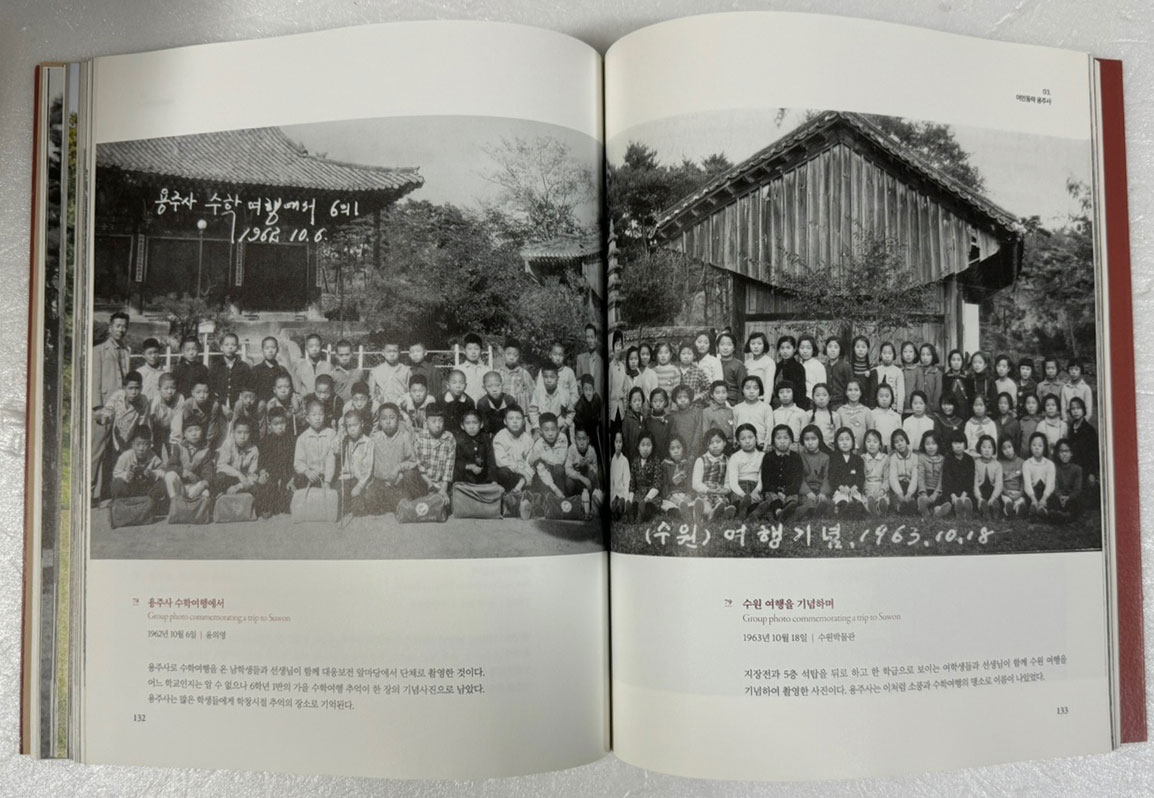 용주사 수학여행에서 6의1
1962. 10. 6.
용주사 수학여행에서
Group photo commemorating a trip to Suwon
1962년 10월 6일 | 윤의영
용주사로 수학여행을 온 남학생들과 선생님이 함께 대웅보전 앞마당에서 단체로 촬영한 것이다.
어느 학교인지는 알 수 없으나 6학년 1반의 가을 수학여행 추억이 한 장의 기념사진으로 남았다.
용주사는 많은 학생들에게 학창시절 추억의 장소로 기억된다.
132
03.
여민동락 용주사
(수원) 여행기념. 1963. 10. 18
수원 여행을 기념하며
Group photo commemorating a trip to Suwon
1963년 10월 18일 | 수원박물관
지장전과 5층 석탑을 뒤로 하고 한 학급으로 보이는 여학생들과 선생님이 함께 수원 여행을
기념하여 촬영한 사진이다. 용주사는 이처럼 소풍과 수학여행의 명소로 이름이 나있었다.
133